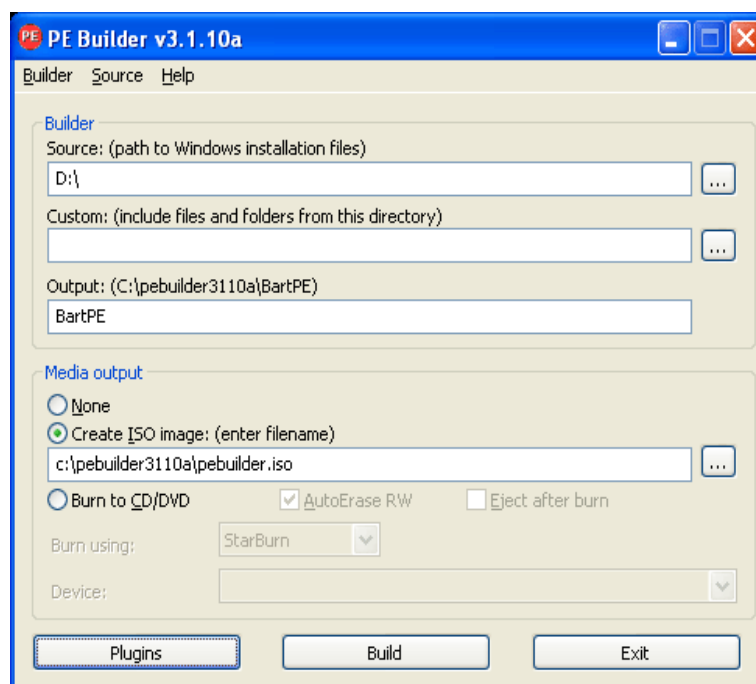 PE PE Builder v3.1.10a
Builder Source Help
Builder
Source: (path to Windows installation files)
D:\
...
Custom: (include files and folders from this directory)
...
Output: (C:\pebuilder3110a\BartPE)
BartPE
Media output
None
Create ISO image: (enter filename)
c:\pebuilder3110a\pebuilder.iso
...
Burn to CD/DVD AutoErase RW Eject after burn
Burn using: StarBurn
Device:
Plugins Build Exit